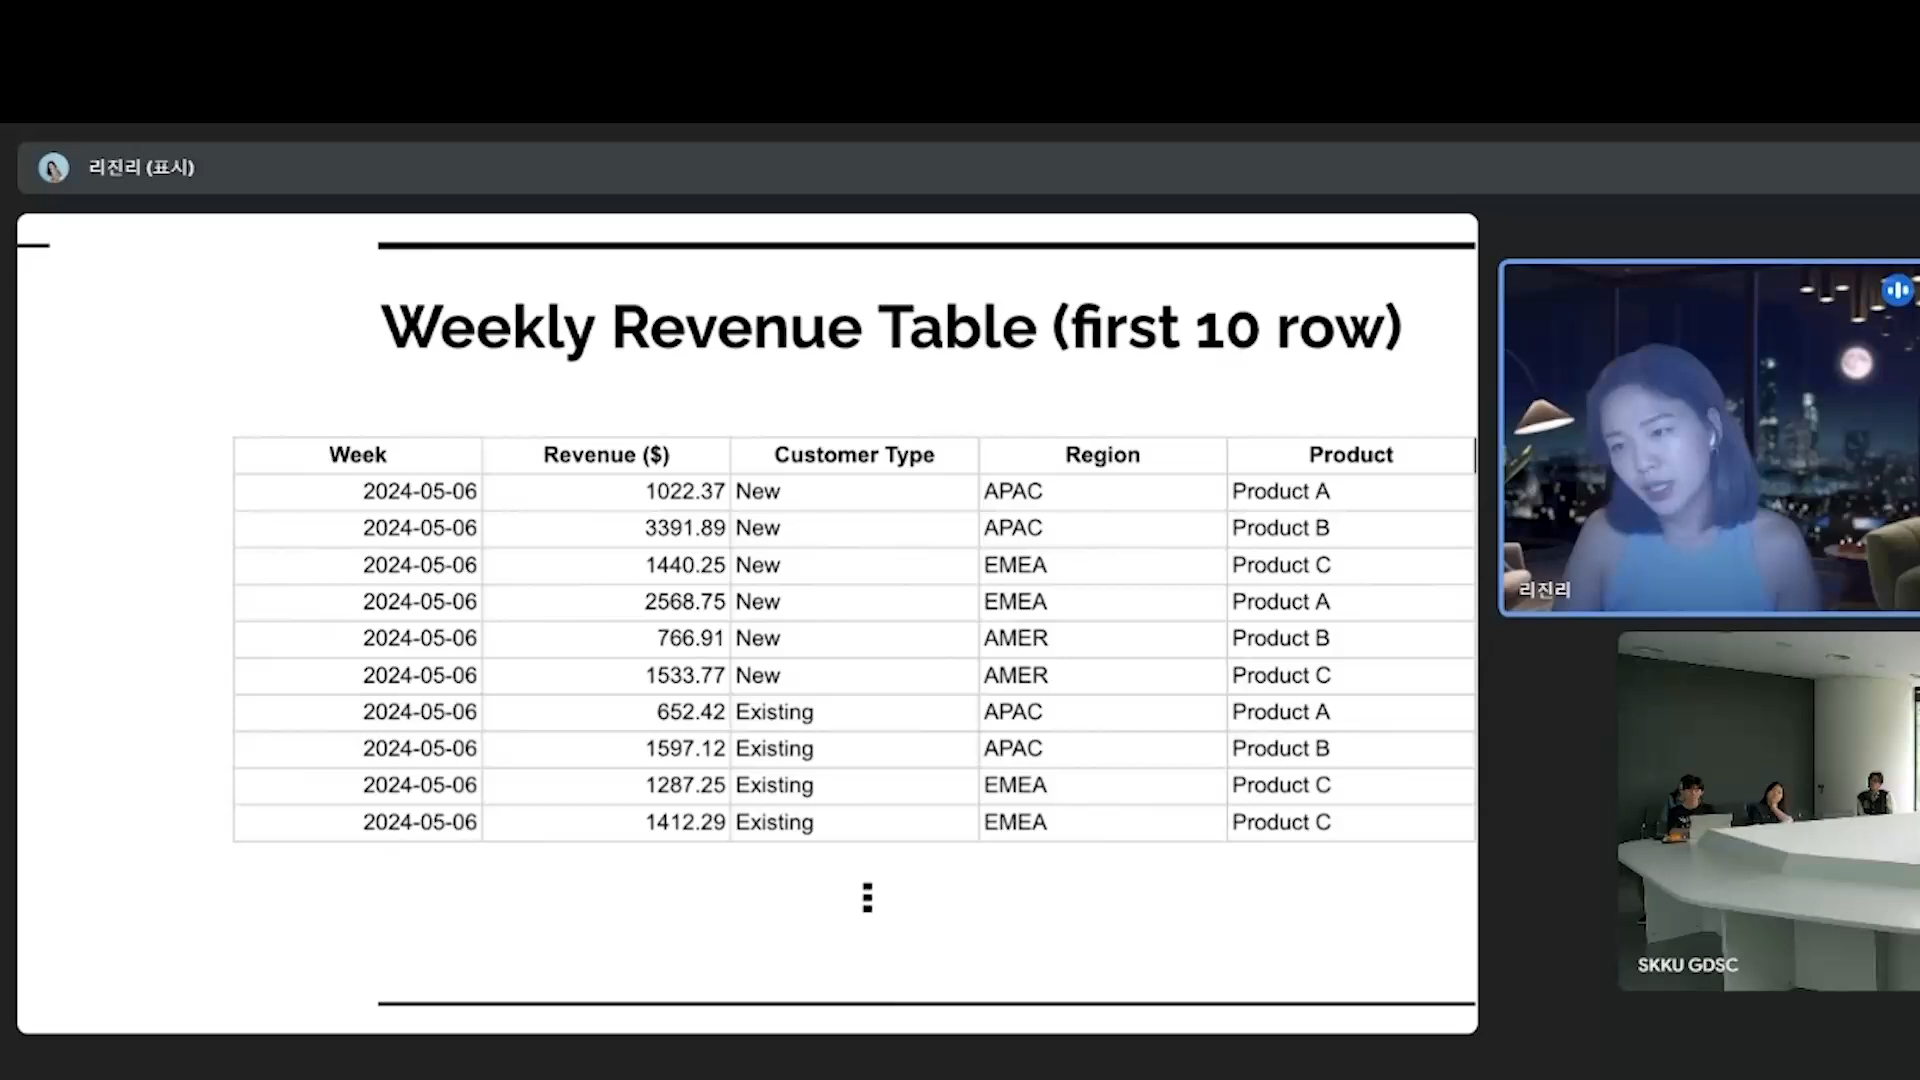 리진리 (표시)
Weekly Revenue Table (first 10 row)
Week Revenue ($) Customer Type Region Product
2024-05-06 1022.37 New APAC Product A
2024-05-06 3391.89 New APAC Product B
2024-05-06 1440.25 New EMEA Product C
2024-05-06 2568.75 New EMEA Product A
2024-05-06 766.91 New AMER Product B
2024-05-06 1533.77 New AMER Product C
2024-05-06 652.42 Existing APAC Product A
2024-05-06 1597.12 Existing APAC Product B
2024-05-06 1287.25 Existing EMEA Product C
2024-05-06 1412.29 Existing EMEA Product C
리진리
SKKU GDSC